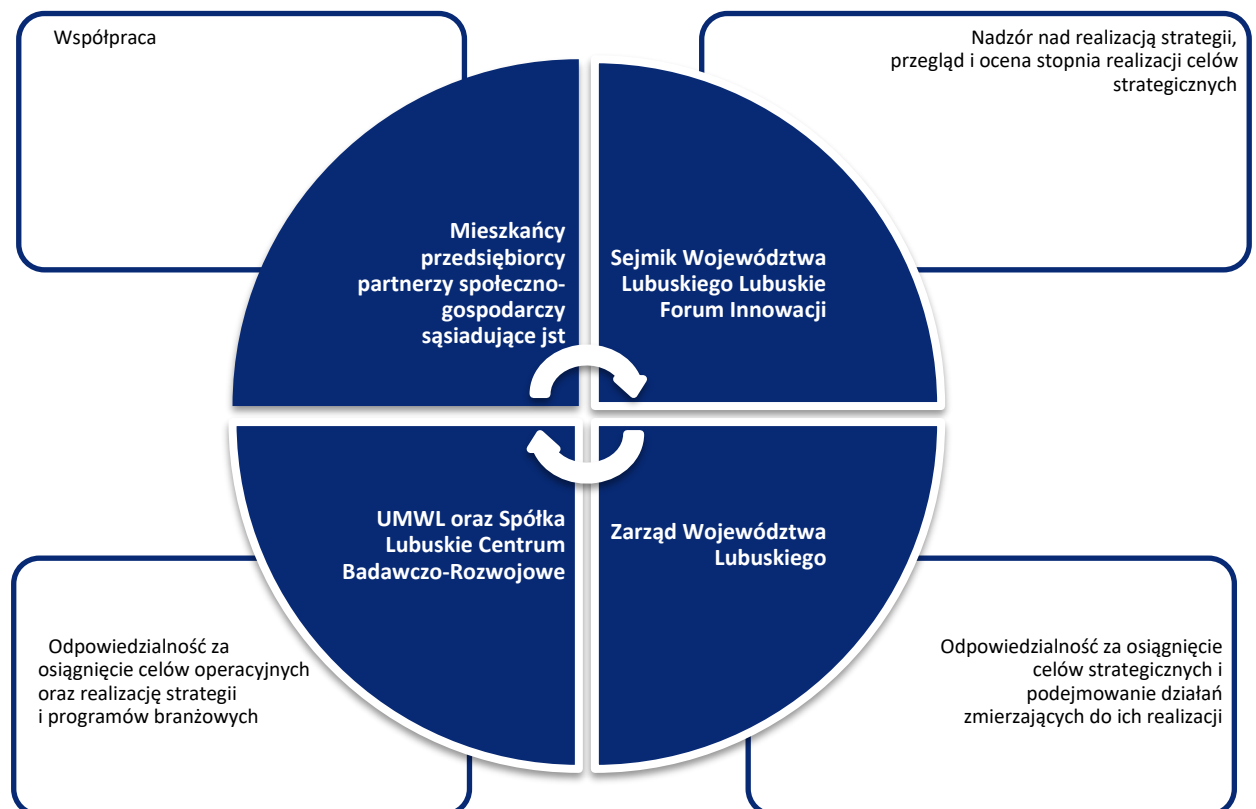 Współpraca
Nadzór nad realizacją strategii,
przegląd i ocena stopnia realizacji celów
strategicznych
Mieszkańcy
przedsiębiorcy
partnerzy społeczno-
gospodarczy
sąsiadujące jst
Sejmik Województwa
Lubuskiego Lubuskie
Forum Innowacji
UMWL oraz Spółka
Lubuskie Centrum
Badawczo-Rozwojowe
Zarząd Województwa
Lubuskiego
Odpowiedzialność za
osiągnięcie celów operacyjnych
oraz realizację strategii
i programów branżowych
Odpowiedzialność za osiągnięcie
celów strategicznych i
podejmowanie działań
zmierzających do ich realizacji